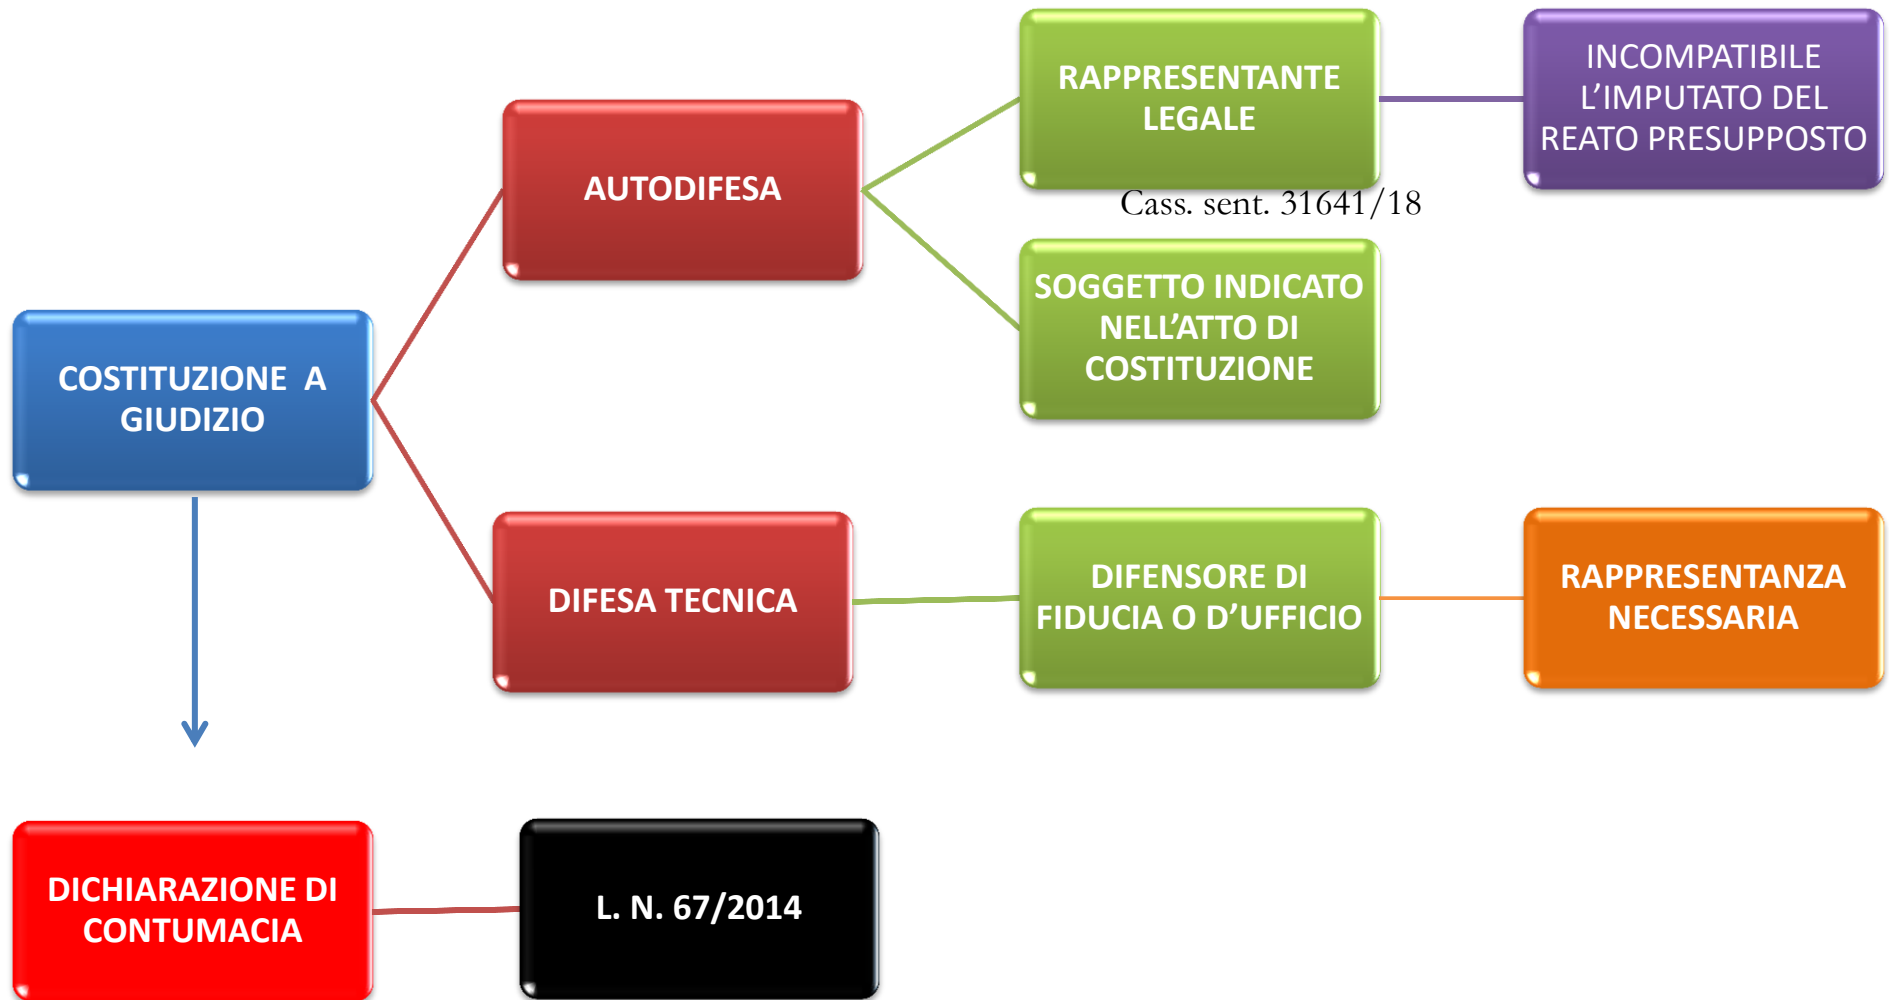 RAPPRESENTANTE
LEGALE
INCOMPATIBILE
L’IMPUTATO DEL
REATO PRESUPPOSTO
AUTODIFESA
Cass. sent. 31641/18
SOGGETTO INDICATO
NELL’ATTO DI
COSTITUZIONE
COSTITUZIONE  A
GIUDIZIO
DIFESA TECNICA
DIFENSORE DI
FIDUCIA O D’UFFICIO
RAPPRESENTANZA
NECESSARIA
DICHIARAZIONE DI
CONTUMACIA
L. N. 67/2014